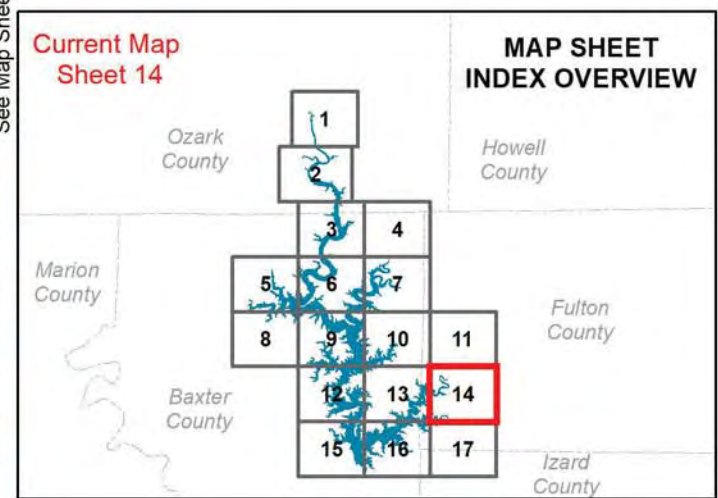 See Map Shee
Current Map
Sheet 14
MAP SHEET
INDEX OVERVIEW
Ozark
County
Howell
County
Marion
County
Fulton
County
Baxter
County
Izard
County
1
2
3
4
5
6
7
8
9
10
11
12
13
14
15
16
17